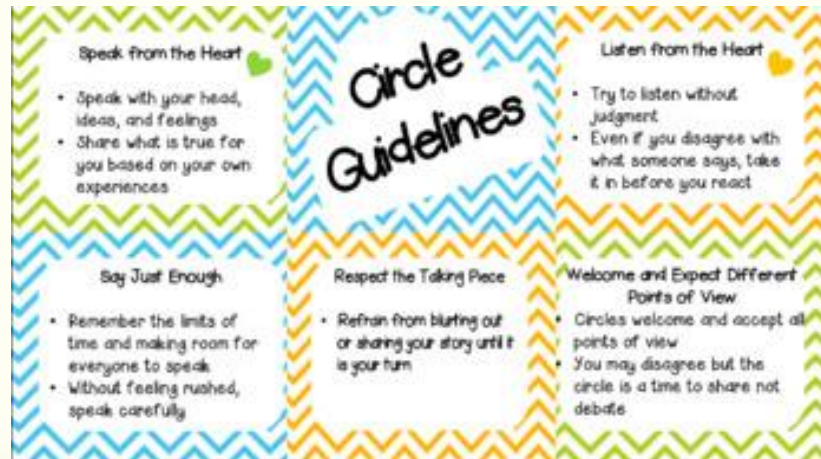 Speak from the Heart
• Speak with your head,
ideas, and feelings
• Share what is true for
you based on your own
experiences
Circle
Guidelines
Listen from the Heart
• Try to listen without
judgment
• Even if you disagree with
what someone says, take
it in before you react
Say Just Enough
• Remember the limits of
time and making room for
everyone to speak
• Without feeling rushed,
speak carefully
Respect the Talking Piece
• Refrain from blurting out
or sharing your story until it
is your turn
Welcome and Expect Different
Points of View
• Circles welcome and accept all
points of view
• You may disagree but the
circle is a time to share not
debate